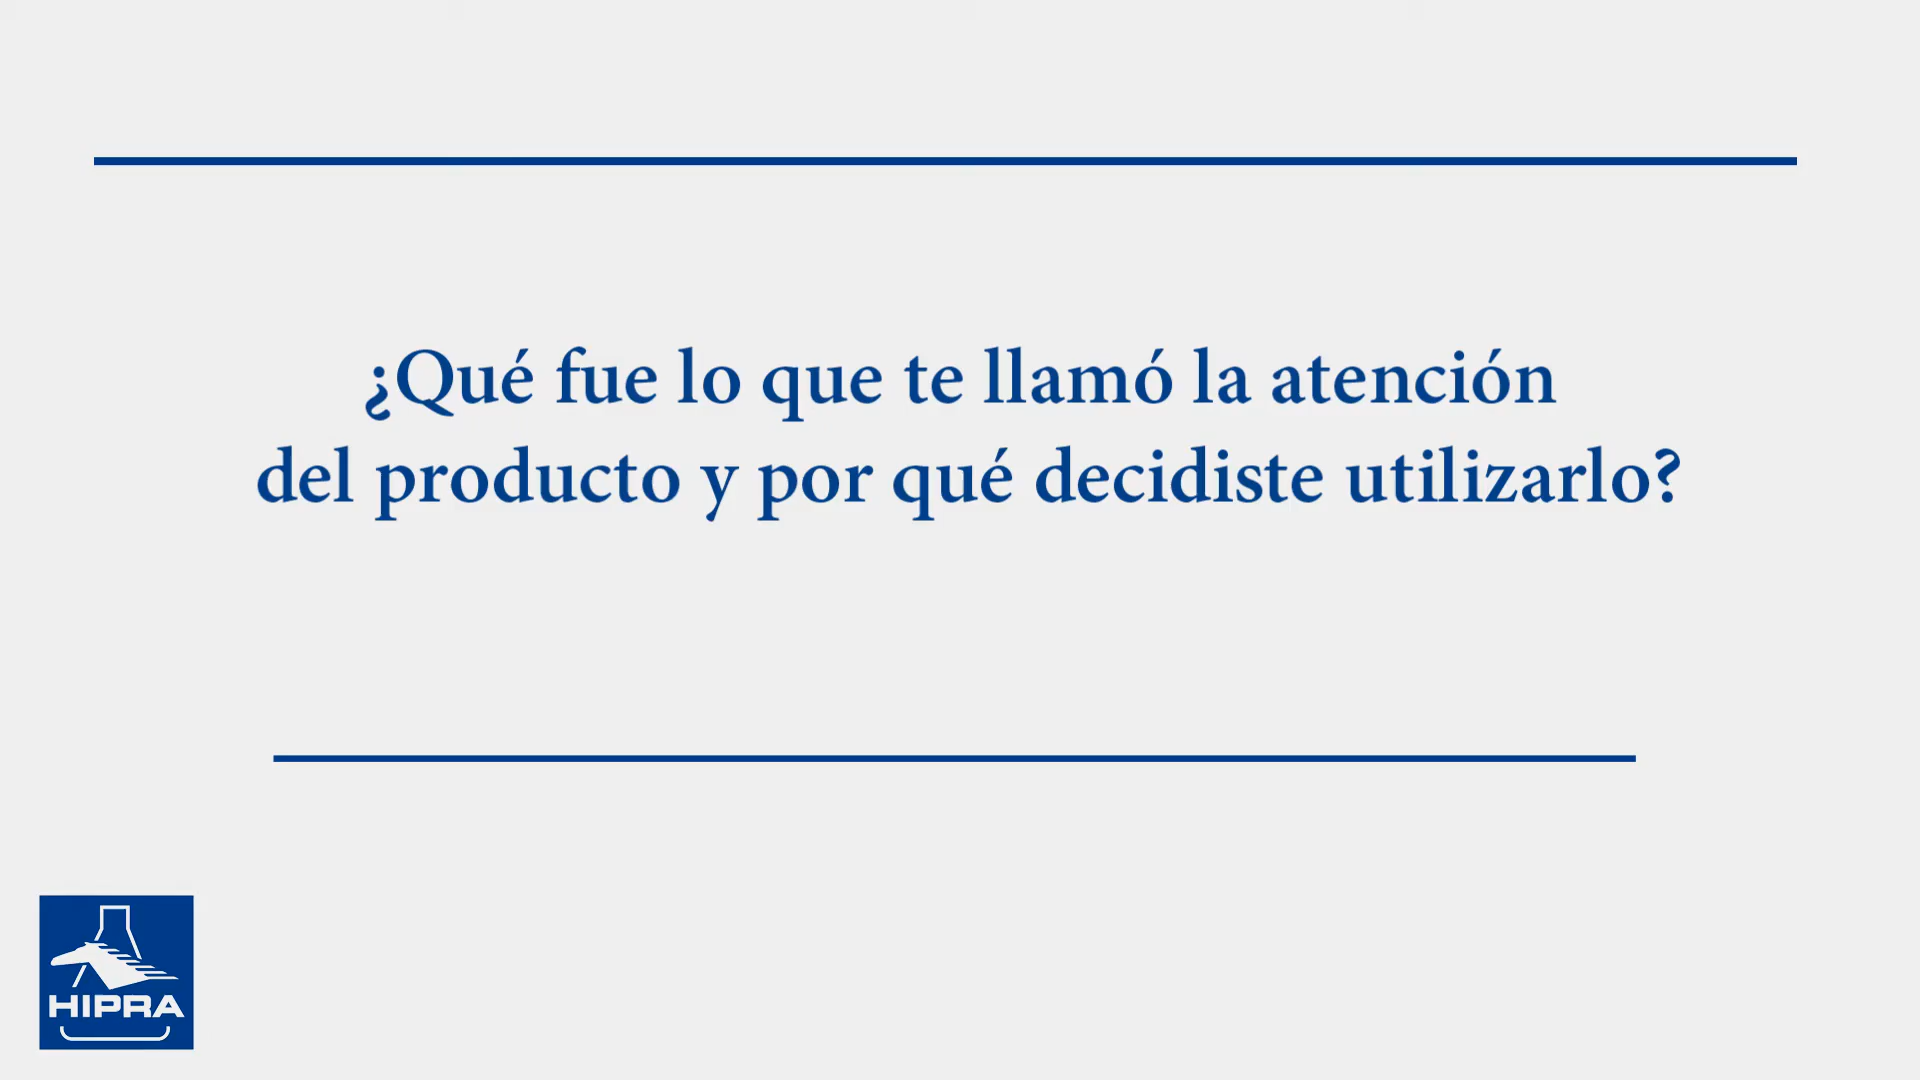 ¿Qué fue lo que te llamó la atención
del producto y por qué decidiste utilizarlo?
HIPRA